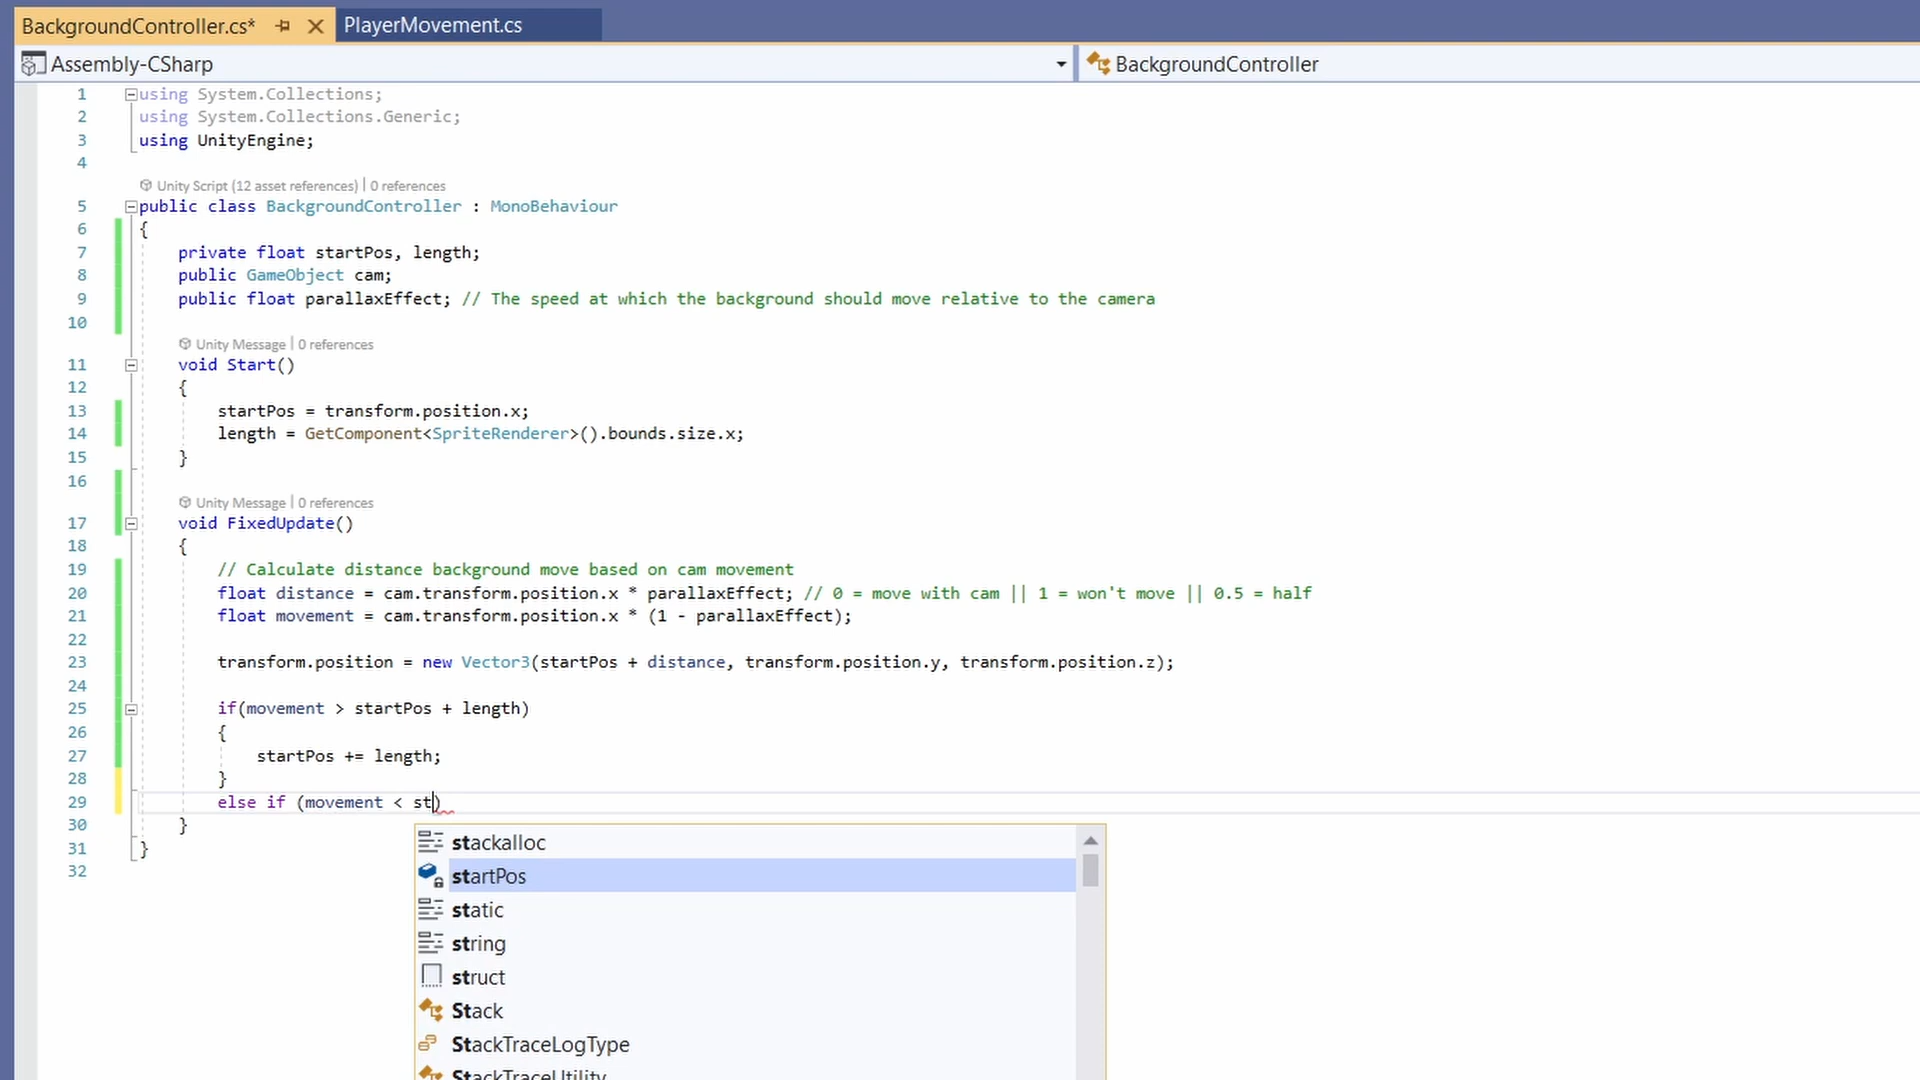 BackgroundController.cs* PlayerMovement.cs
Assembly-CSharp BackgroundController
1 using System.Collections;
2 using System.Collections.Generic;
3 using UnityEngine;
4
Unity Script (12 asset references) | 0 references
5 public class BackgroundController : MonoBehaviour
6 {
7 private float startPos, length;
8 public GameObject cam;
9 public float parallaxEffect; // The speed at which the background should move relative to the camera
10
Unity Message | 0 references
11 void Start()
12 {
13 startPos = transform.position.x;
14 length = GetComponent<SpriteRenderer>().bounds.size.x;
15 }
16
Unity Message | 0 references
17 void FixedUpdate()
18 {
19 // Calculate distance background move based on cam movement
20 float distance = cam.transform.position.x * parallaxEffect; // 0 = move with cam || 1 = won't move || 0.5 = half
21 float movement = cam.transform.position.x * (1 - parallaxEffect);
22
23 transform.position = new Vector3(startPos + distance, transform.position.y, transform.position.z);
24
25 if(movement > startPos + length)
26 {
27 startPos += length;
28 }
29 else if (movement < st)
30 }
31 }
32
stackalloc
startPos
static
string
struct
Stack
StackTraceLogType
StackTraceUtility